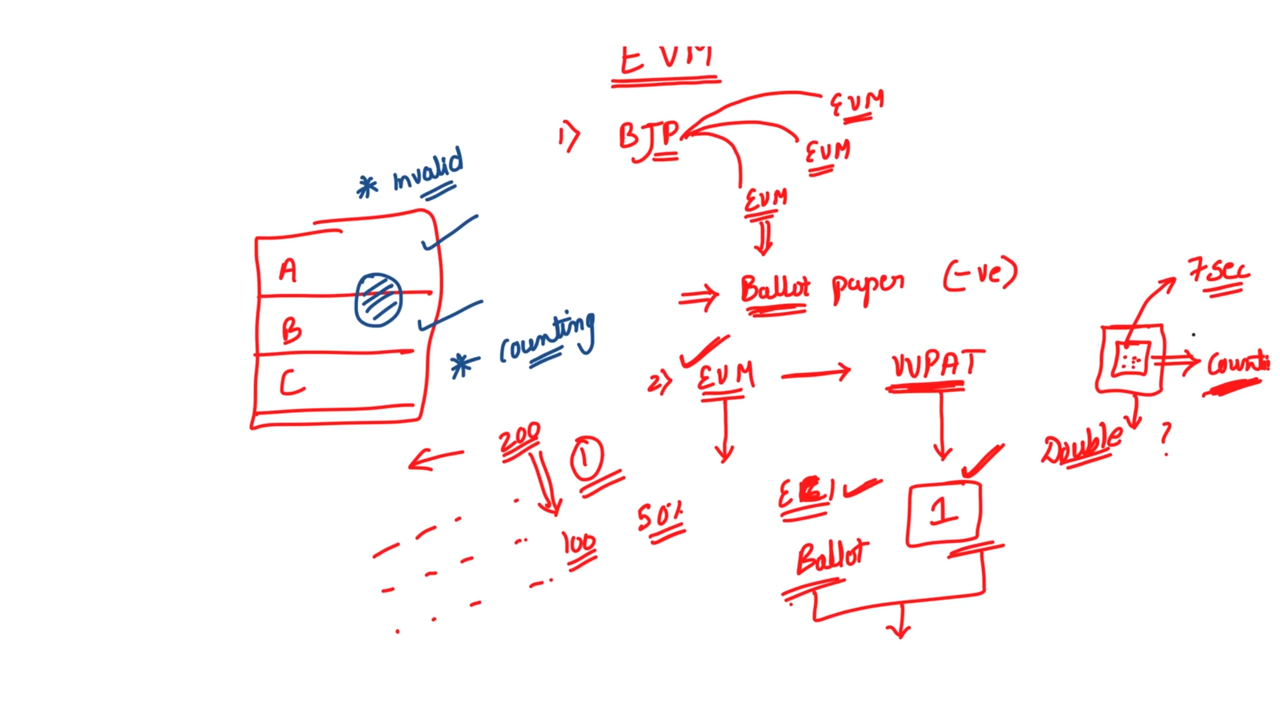 EVM
1) BJP
EVM
EVM
EVM
* Invalid
A
B
C
* Counting
⇒ Ballot paper (-ve)
2) EVM → VVPAT
7sec
Double ?
200
1
100
50%
1
Ballot